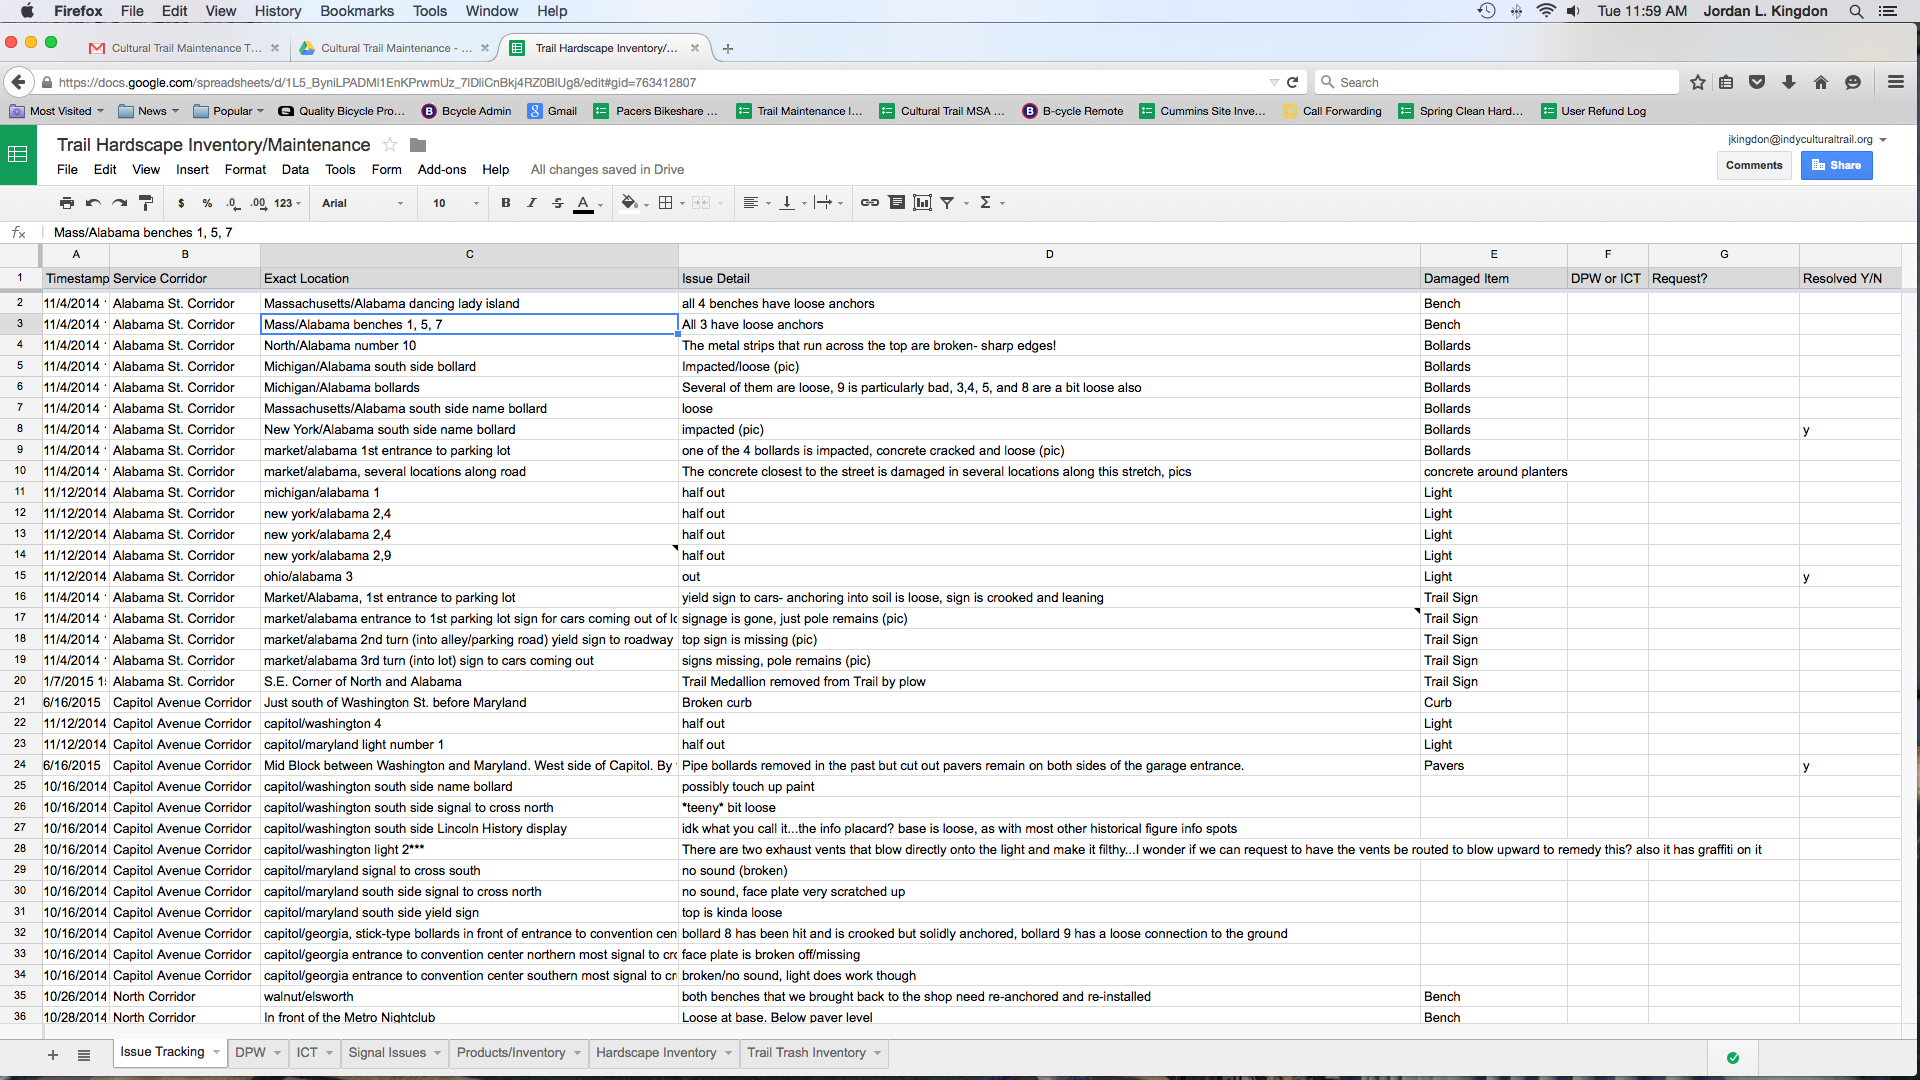 Firefox File Edit View History Bookmarks Tools Window Help Tue 11:59 AM Jordan L. Kingdon
Cultural Trail Maintenance T... Cultural Trail Maintenance - ... Trail Hardscape Inventory/...
https://docs.google.com/spreadsheets/d/1L5_ByniLPADMl1EnKPrwmUz_7lDliCnBkj4RZ0BlUg8/edit#gid=763412807 Search
Most Visited News Popular Quality Bicycle Pro... Bcycle Admin Gmail Pacers Bikeshare ... Trail Maintenance I... Cultural Trail MSA ... B-cycle Remote Cummins Site Inve... Call Forwarding Spring Clean Hard... User Refund Log
Trail Hardscape Inventory/Maintenance jkingdon@indyculturaltrail.org
File Edit View Insert Format Data Tools Form Add-ons Help All changes saved in Drive Comments Share
$ % .0 .00 123 Arial 10 B I S A Σ
fx Mass/Alabama benches 1, 5, 7
A B C D E F G
1 Timestamp Service Corridor Exact Location Issue Detail Damaged Item DPW or ICT Request? Resolved Y/N
2 11/4/2014 Alabama St. Corridor Massachusetts/Alabama dancing lady island all 4 benches have loose anchors Bench
3 11/4/2014 Alabama St. Corridor Mass/Alabama benches 1, 5, 7 All 3 have loose anchors Bench
4 11/4/2014 Alabama St. Corridor North/Alabama number 10 The metal strips that run across the top are broken- sharp edges! Bollards
5 11/4/2014 Alabama St. Corridor Michigan/Alabama south side bollard Impacted/loose (pic) Bollards
6 11/4/2014 Alabama St. Corridor Michigan/Alabama bollards Several of them are loose, 9 is particularly bad, 3,4, 5, and 8 are a bit loose also Bollards
7 11/4/2014 Alabama St. Corridor Massachusetts/Alabama south side name bollard loose Bollards
8 11/4/2014 Alabama St. Corridor New York/Alabama south side name bollard impacted (pic) Bollards y
9 11/4/2014 Alabama St. Corridor market/alabama 1st entrance to parking lot one of the 4 bollards is impacted, concrete cracked and loose (pic) Bollards
10 11/4/2014 Alabama St. Corridor market/alabama, several locations along road The concrete closest to the street is damaged in several locations along this stretch, pics concrete around planters
11 11/12/2014 Alabama St. Corridor michigan/alabama 1 half out Light
12 11/12/2014 Alabama St. Corridor new york/alabama 2,4 half out Light
13 11/12/2014 Alabama St. Corridor new york/alabama 2,4 half out Light
14 11/12/2014 Alabama St. Corridor new york/alabama 2,9 half out Light
15 11/12/2014 Alabama St. Corridor ohio/alabama 3 out Light y
16 11/4/2014 Alabama St. Corridor Market/Alabama, 1st entrance to parking lot yield sign to cars- anchoring into soil is loose, sign is crooked and leaning Trail Sign
17 11/4/2014 Alabama St. Corridor market/alabama entrance to 1st parking lot sign for cars coming out of lc signage is gone, just pole remains (pic) Trail Sign
18 11/4/2014 Alabama St. Corridor market/alabama 2nd turn (into alley/parking road) yield sign to roadway top sign is missing (pic) Trail Sign
19 11/4/2014 Alabama St. Corridor market/alabama 3rd turn (into lot) sign to cars coming out signs missing, pole remains (pic) Trail Sign
20 1/7/2015 1 Alabama St. Corridor S.E. Corner of North and Alabama Trail Medallion removed from Trail by plow Trail Sign
21 6/16/2015 Capitol Avenue Corridor Just south of Washington St. before Maryland Broken curb Curb
22 11/12/2014 Capitol Avenue Corridor capitol/washington 4 half out Light
23 11/12/2014 Capitol Avenue Corridor capitol/maryland light number 1 half out Light
24 6/16/2015 Capitol Avenue Corridor Mid Block between Washington and Maryland. West side of Capitol. By Pipe bollards removed in the past but cut out pavers remain on both sides of the garage entrance. Pavers y
25 10/16/2014 Capitol Avenue Corridor capitol/washington south side name bollard possibly touch up paint
26 10/16/2014 Capitol Avenue Corridor capitol/washington south side signal to cross north *teeny* bit loose
27 10/16/2014 Capitol Avenue Corridor capitol/washington south side Lincoln History display idk what you call it...the info placard? base is loose, as with most other historical figure info spots
28 10/16/2014 Capitol Avenue Corridor capitol/washington light 2*** There are two exhaust vents that blow directly onto the light and make it filthy...I wonder if we can request to have the vents be routed to blow upward to remedy this? also it has graffiti on it
29 10/16/2014 Capitol Avenue Corridor capitol/maryland signal to cross south no sound (broken)
30 10/16/2014 Capitol Avenue Corridor capitol/maryland south side signal to cross north no sound, face plate very scratched up
31 10/16/2014 Capitol Avenue Corridor capitol/maryland south side yield sign top is kinda loose
32 10/16/2014 Capitol Avenue Corridor capitol/georgia, stick-type bollards in front of entrance to convention cen bollard 8 has been hit and is crooked but solidly anchored, bollard 9 has a loose connection to the ground
33 10/16/2014 Capitol Avenue Corridor capitol/georgia entrance to convention center northern most signal to cro face plate is broken off/missing
34 10/16/2014 Capitol Avenue Corridor capitol/georgia entrance to convention center southern most signal to cr broken/no sound, light does work though
35 10/26/2014 North Corridor walnut/elsworth both benches that we brought back to the shop need re-anchored and re-installed Bench
36 10/28/2014 North Corridor In front of the Metro Nightclub Loose at base. Below paver level Bench
Issue Tracking DPW ICT Signal Issues Products/Inventory Hardscape Inventory Trail Trash Inventory